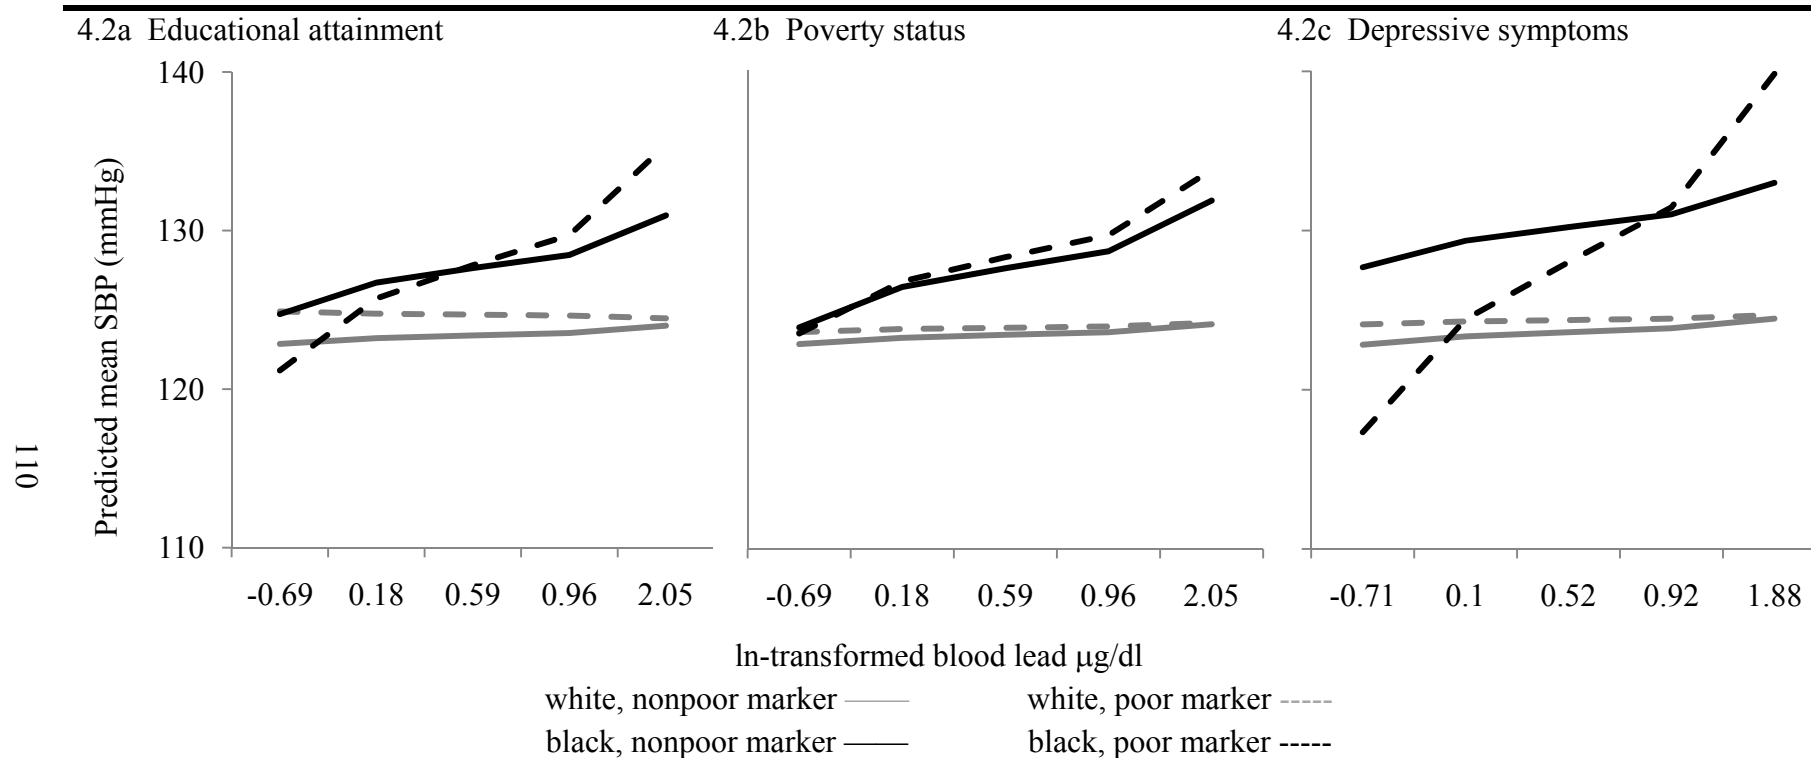 4.2a Educational attainment 4.2b Poverty status 4.2c Depressive symptoms
140
130
120
110
Predicted mean SBP (mmHg)
110
-0.69 0.18 0.59 0.96 2.05
-0.69 0.18 0.59 0.96 2.05
-0.71 0.1 0.52 0.92 1.88
ln-transformed blood lead μg/dl
white, nonpoor marker white, poor marker
black, nonpoor marker black, poor marker